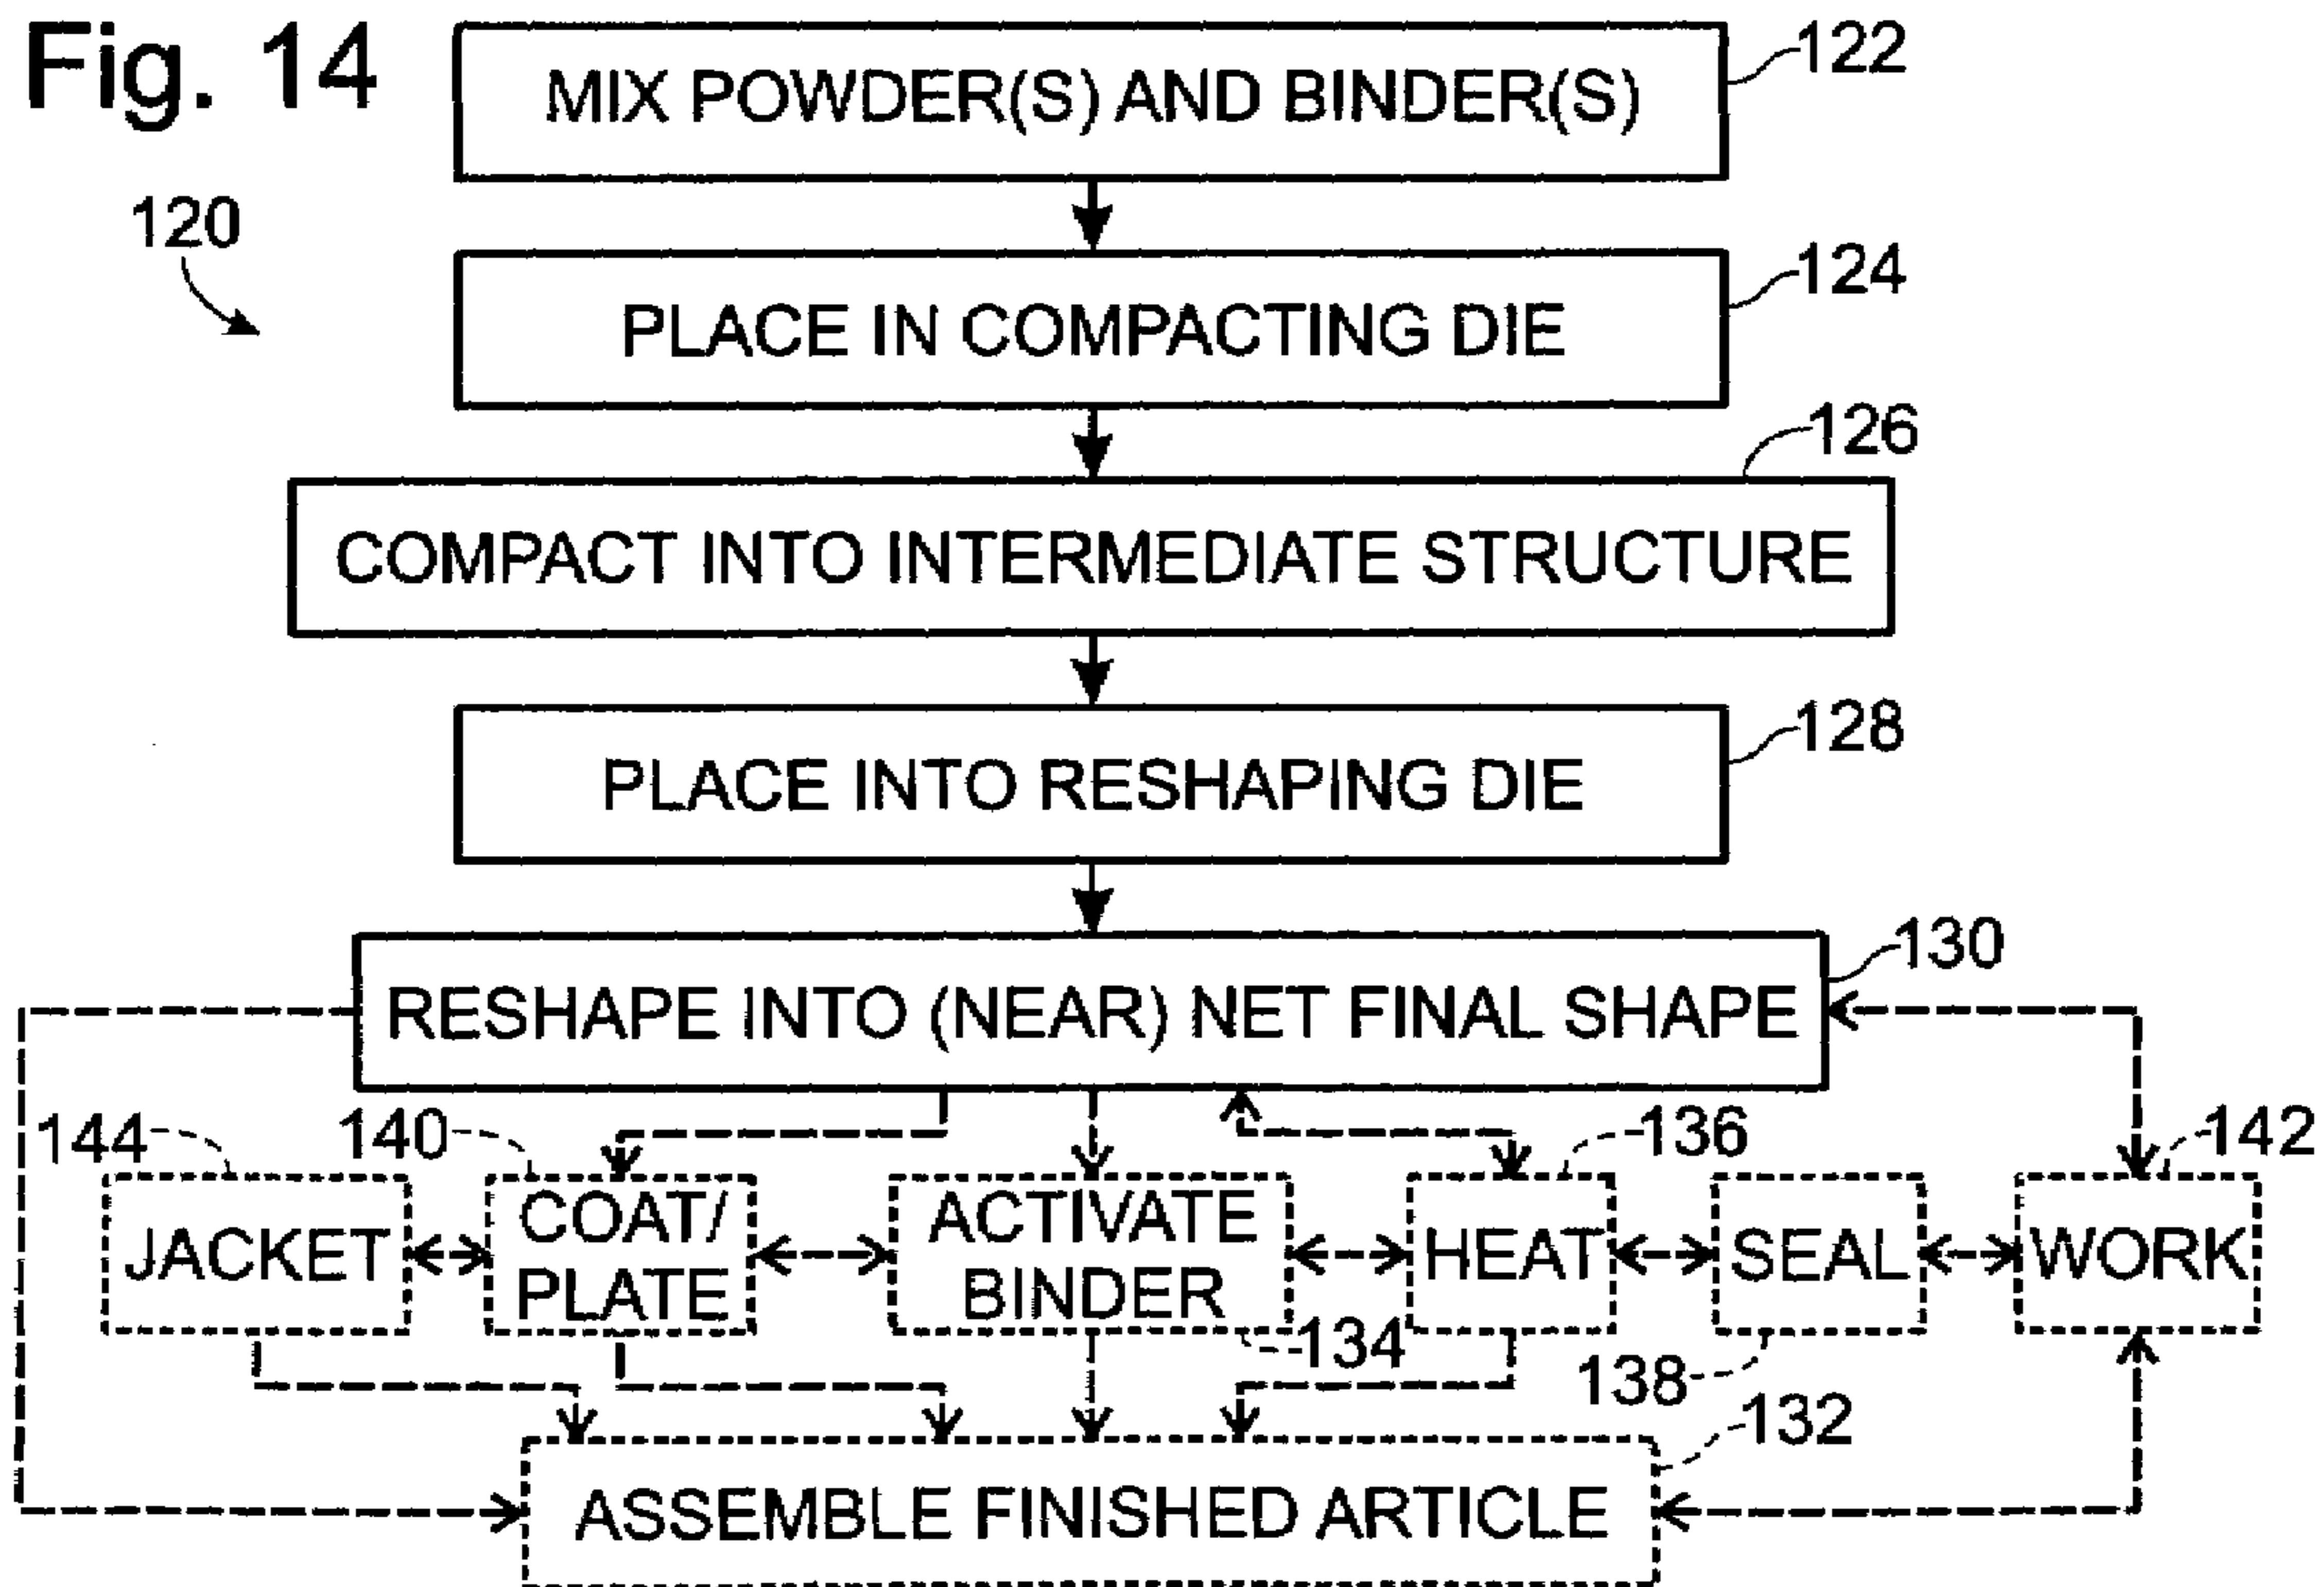 Fig. 14
122
MIX POWDER(S) AND BINDER(S)
120
124
PLACE IN COMPACTING DIE
126
COMPACT INTO INTERMEDIATE STRUCTURE
128
PLACE INTO RESHAPING DIE
130
RESHAPE INTO (NEAR) NET FINAL SHAPE
144
140
136
142
JACKET
COAT/
PLATE
ACTIVATE
BINDER
HEAT
SEAL
WORK
134
138
132
ASSEMBLE FINISHED ARTICLE